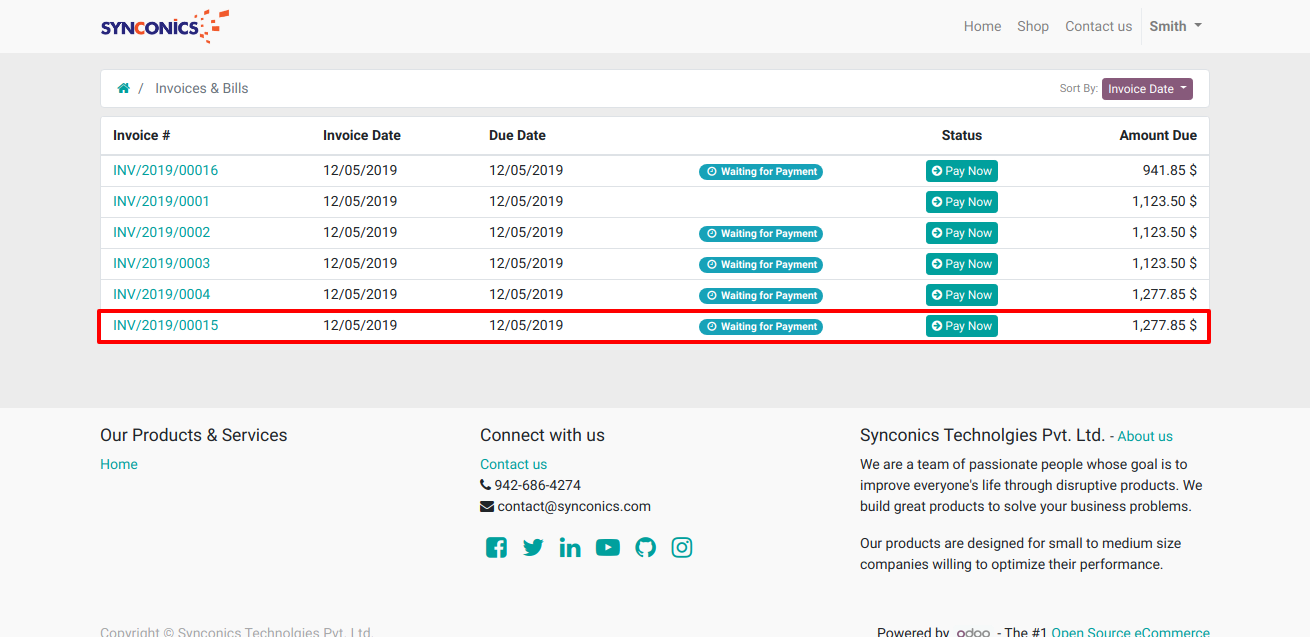 SYNCONICS Home Shop Contact us Smith
/ Invoices & Bills Sort By: Invoice Date
Invoice # Invoice Date Due Date Status Amount Due
INV/2019/00016 12/05/2019 12/05/2019 Waiting for Payment Pay Now 941.85 $
INV/2019/0001 12/05/2019 12/05/2019 Pay Now 1,123.50 $
INV/2019/0002 12/05/2019 12/05/2019 Waiting for Payment Pay Now 1,123.50 $
INV/2019/0003 12/05/2019 12/05/2019 Waiting for Payment Pay Now 1,123.50 $
INV/2019/0004 12/05/2019 12/05/2019 Waiting for Payment Pay Now 1,277.85 $
INV/2019/00015 12/05/2019 12/05/2019 Waiting for Payment Pay Now 1,277.85 $
Our Products & Services
Home
Connect with us
Contact us
942-686-4274
contact@synconics.com
Synconics Technolgies Pvt. Ltd. - About us
We are a team of passionate people whose goal is to
improve everyone's life through disruptive products. We
build great products to solve your business problems.
Our products are designed for small to medium size
companies willing to optimize their performance.
Copyright © Synconics Technolgies Pvt. Ltd.
Powered by odoo - The #1 Open Source eCommerce